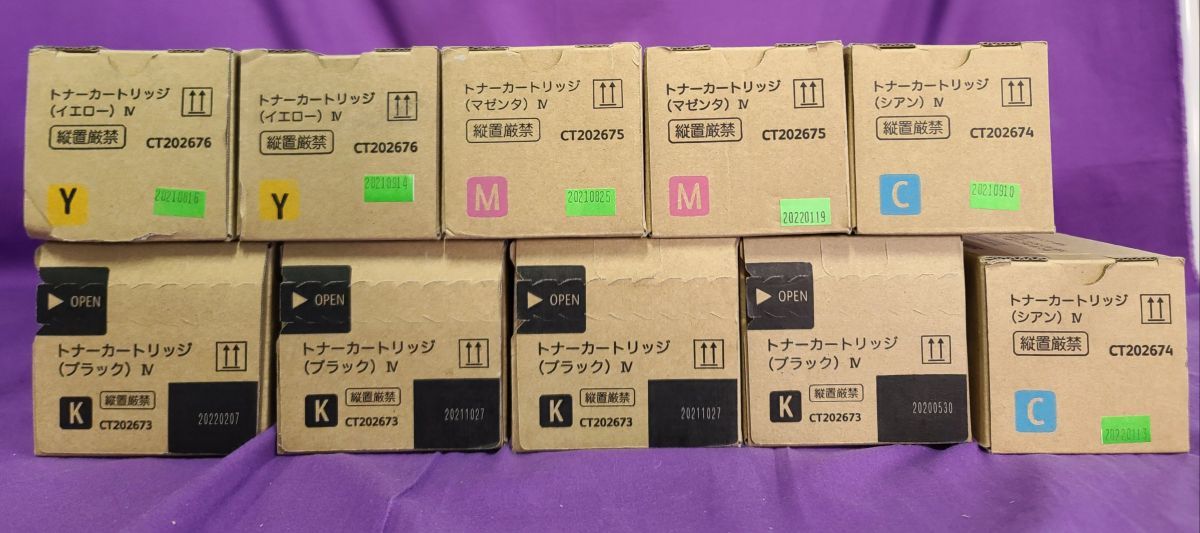 トナーカートリッジ
（イエロー）Ⅳ
縦置厳禁
CT202676
Y
20210816
トナーカートリッジ
（イエロー）Ⅳ
縦置厳禁
CT202676
Y
20210914
トナーカートリッジ
（マゼンタ）Ⅳ
縦置厳禁
CT202675
M
20210825
トナーカートリッジ
（マゼンタ）Ⅳ
縦置厳禁
CT202675
M
20220119
トナーカートリッジ
（シアン）Ⅳ
縦置厳禁
CT202674
C
20210910
OPEN
トナーカートリッジ
（ブラック）Ⅳ
K
縦置厳禁
CT202673
20220207
OPEN
トナーカートリッジ
（ブラック）Ⅳ
K
縦置厳禁
CT202673
20211027
OPEN
トナーカートリッジ
（ブラック）Ⅳ
K
縦置厳禁
CT202673
20211027
OPEN
トナーカートリッジ
（ブラック）Ⅳ
K
縦置厳禁
CT202673
20200530
トナーカートリッジ
（シアン）Ⅳ
縦置厳禁
CT202674
C